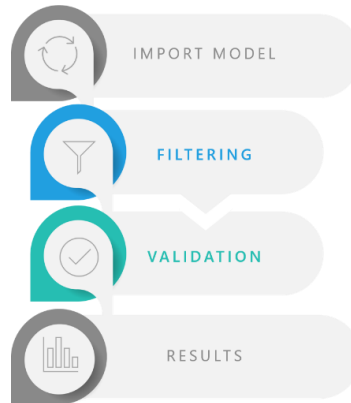 IMPORT MODEL
FILTERING
VALIDATION
RESULTS